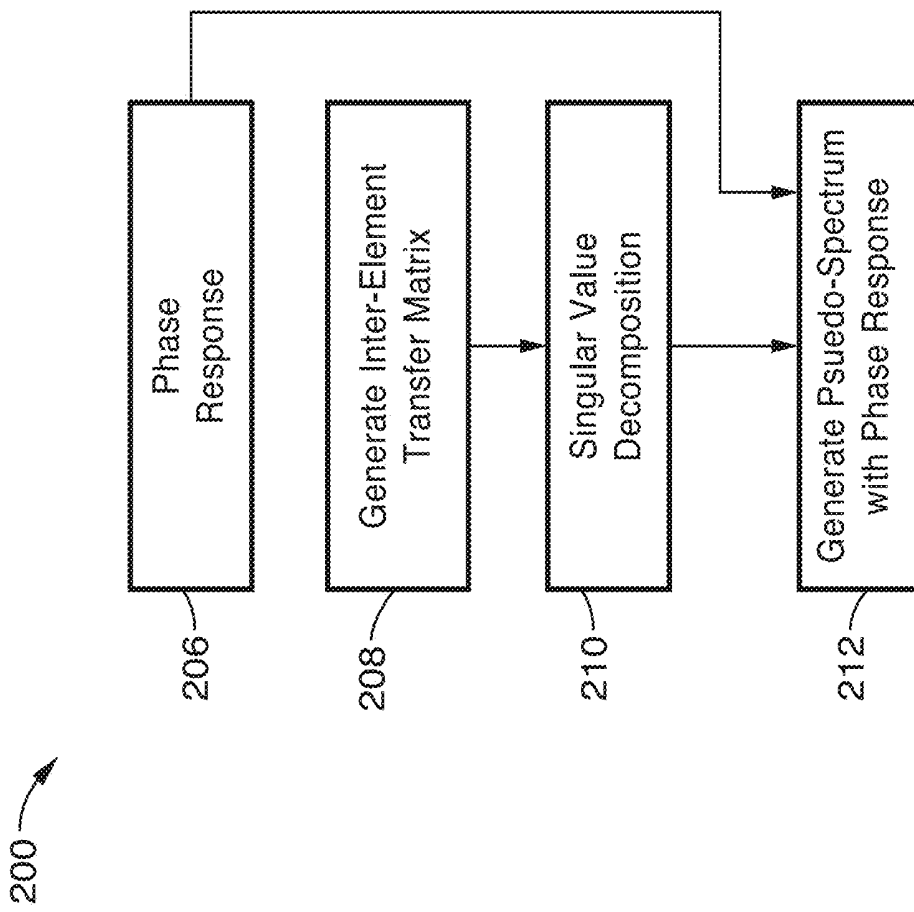 200
206
Phase
Response
208
Generate Inter-Element
Transfer Matrix
210
Singular Value
Decomposition
212
Generate Psuedo-Spectrum
with Phase Response